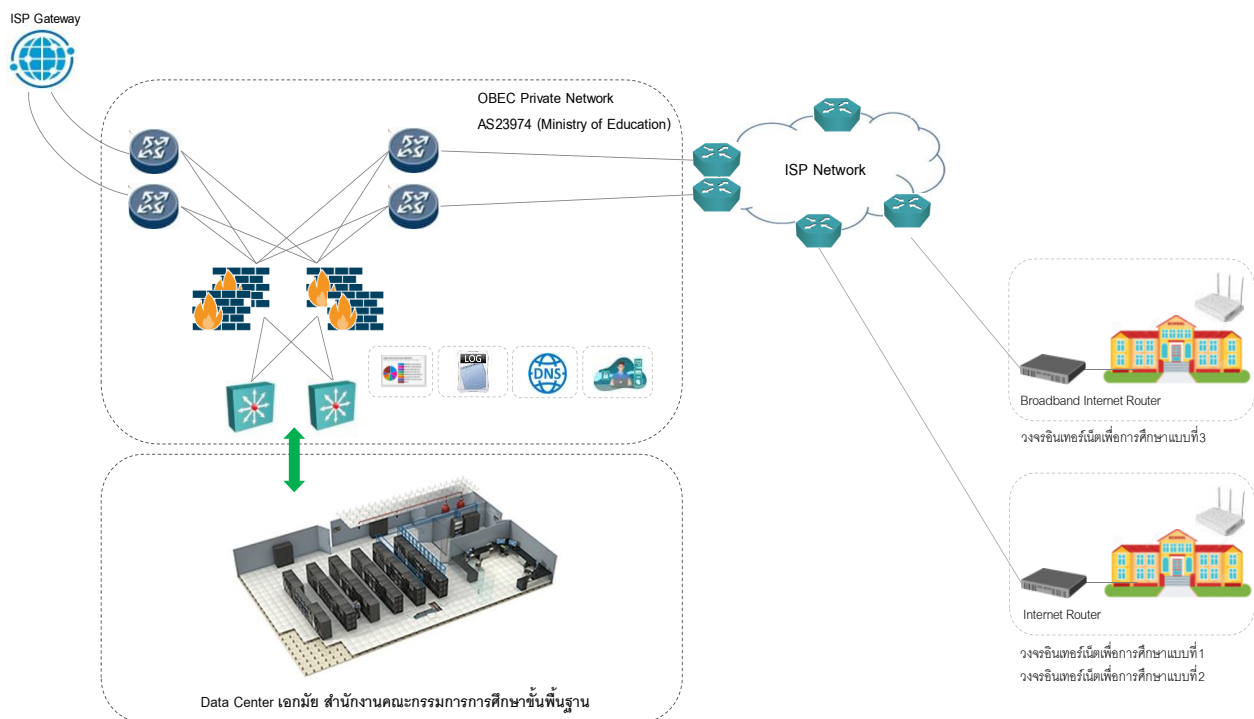 ISP Gateway
OBEC Private Network
AS23974 (Ministry of Education)
ISP Network
LOG
DNS
Broadband Internet Router
วงจรอินเทอร์เน็ตเพื่อการศึกษาแบบที่3
Internet Router
วงจรอินเทอร์เน็ตเพื่อการศึกษาแบบที่1
วงจรอินเทอร์เน็ตเพื่อการศึกษาแบบที่2
Data Center เอกมัย สำนักงานคณะกรรมการการศึกษาขั้นพื้นฐาน